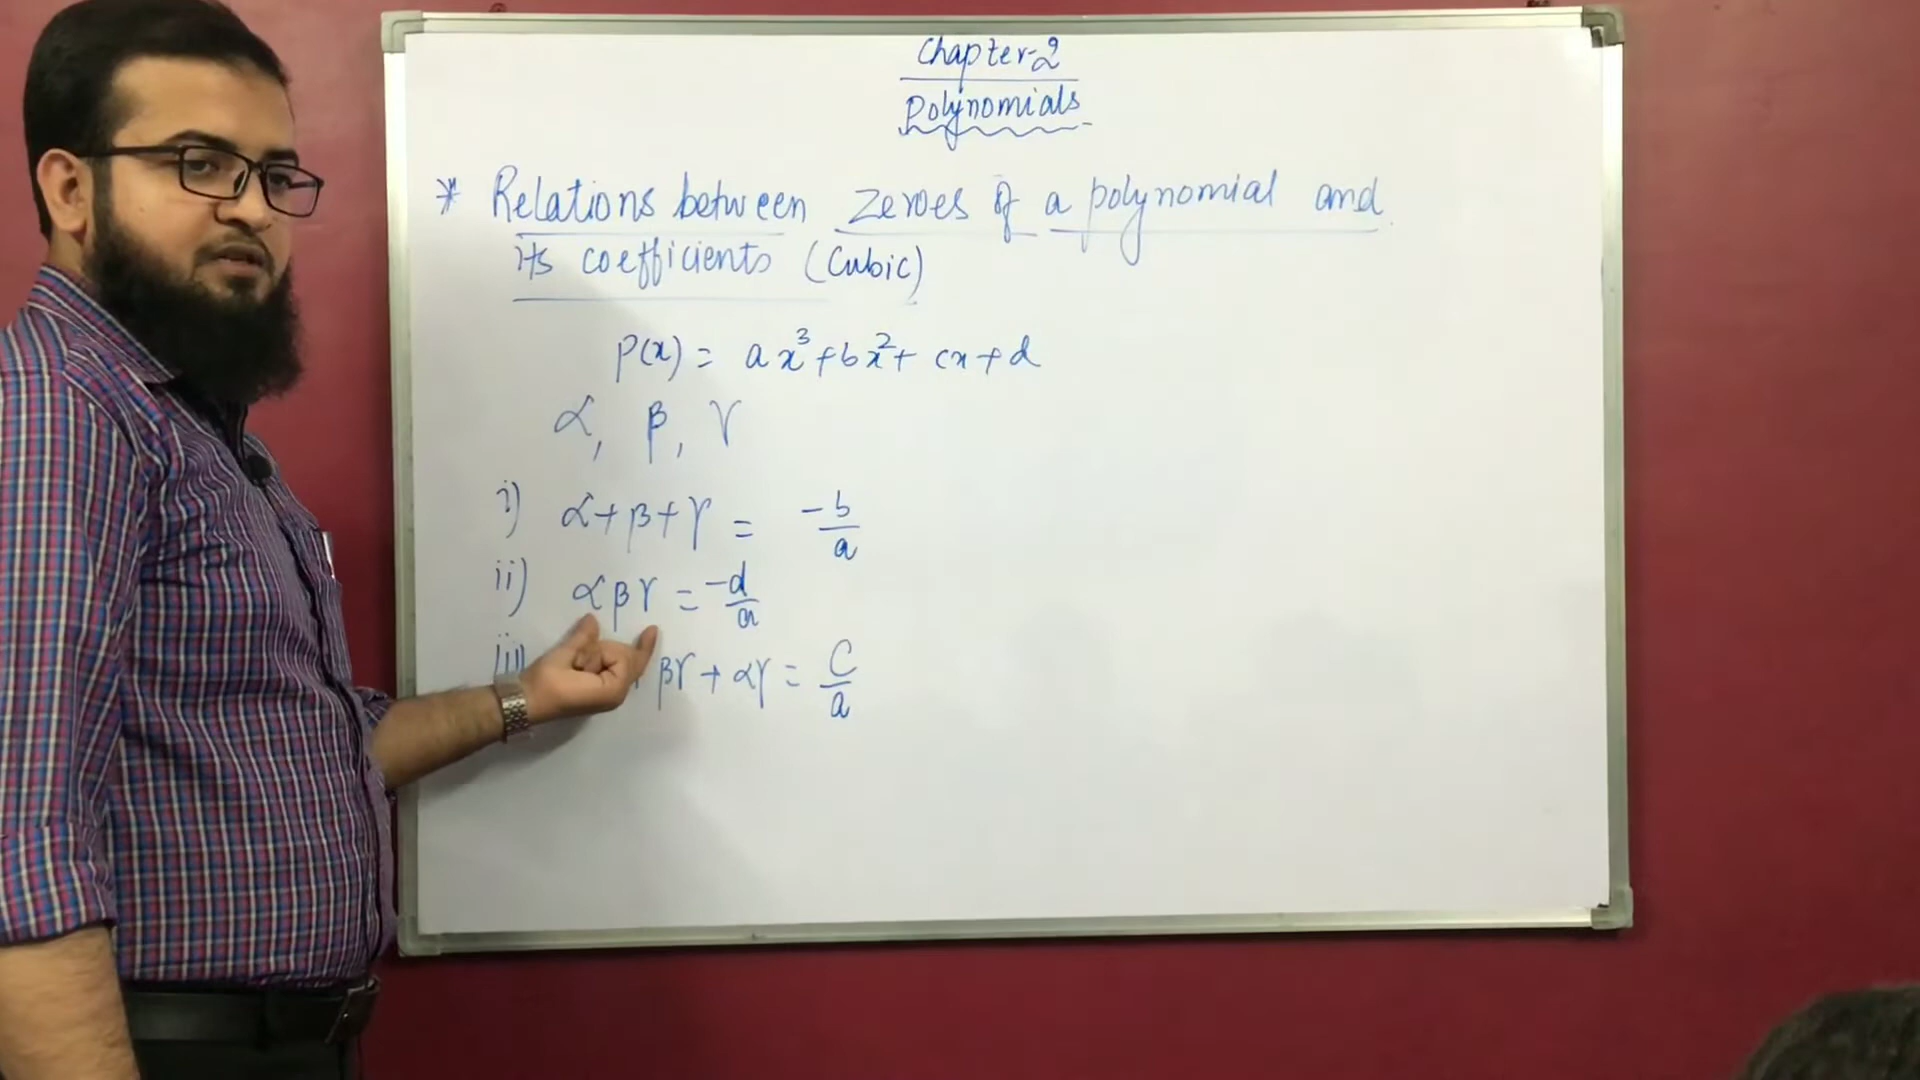 Chapter-2
Polynomials
* Relations between zeroes of a polynomial and
its coefficients (Cubic)
P(x) = ax³ + bx² + cx + d
α, β, γ
i) α + β + γ = -b/a
ii) αβγ = -d/a
βγ + αγ = c/a